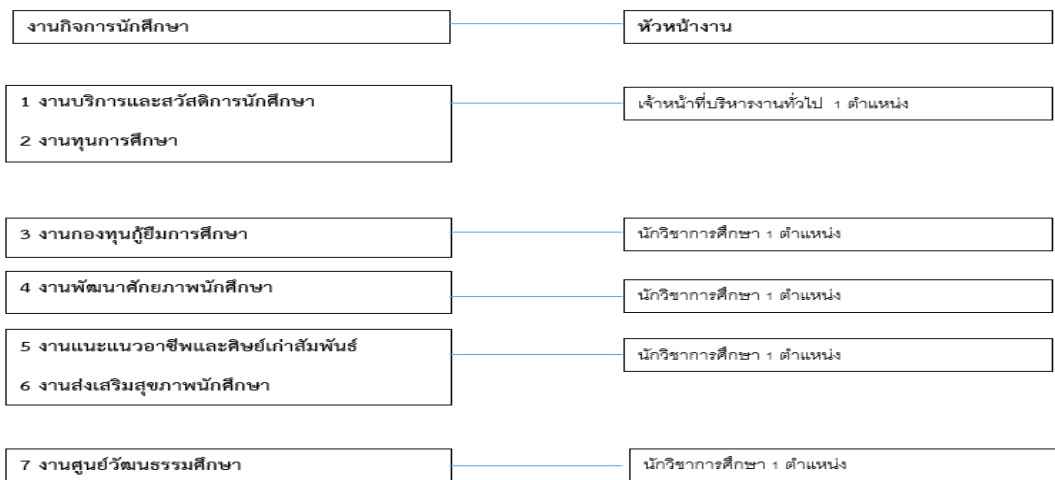 งานกิจการนักศึกษา
หัวหน้างาน
1 งานบริการและสวัสดิการนักศึกษา
2 งานทุนการศึกษา
เจ้าหน้าที่บริหารงานทั่วไป 1 ตำแหน่ง
3 งานกองทุนกู้ยืมการศึกษา
นักวิชาการศึกษา 1 ตำแหน่ง
4 งานพัฒนาศักยภาพนักศึกษา
นักวิชาการศึกษา 1 ตำแหน่ง
5 งานแนะแนวอาชีพและศิษย์เก่าสัมพันธ์
6 งานส่งเสริมสุขภาพนักศึกษา
นักวิชาการศึกษา 1 ตำแหน่ง
7 งานศูนย์วัฒนธรรมศึกษา
นักวิชาการศึกษา 1 ตำแหน่ง